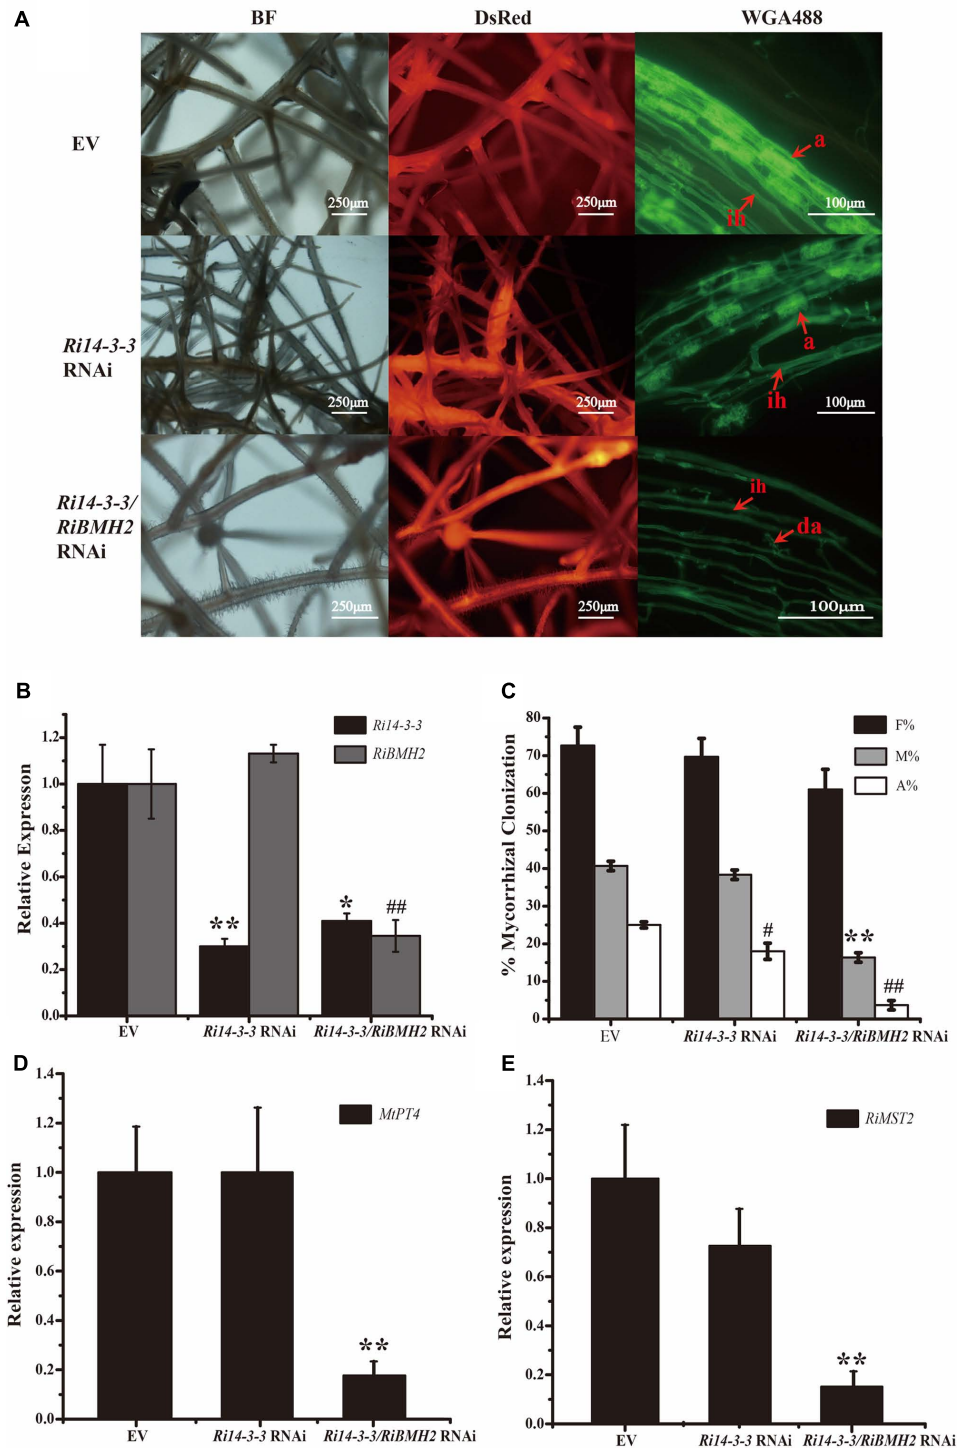 A
BF
DsRed
WGA488
EV
250μm
250μm
a
ih
100μm
Ri14-3-3
RNAi
250μm
250μm
a
ih
100μm
Ri14-3-3/
RiBMH2
RNAi
250μm
250μm
ih
da
100μm
B
Relative Expresson
1.2
1.0
0.8
0.6
0.4
0.2
0.0
Ri14-3-3
RiBMH2
**
*
##
EV
Ri14-3-3 RNAi
Ri14-3-3/RiBMH2 RNAi
C
% Mycorrhizal Clonization
80
70
60
50
40
30
20
10
0
F%
M%
A%
#
**
##
EV
Ri14-3-3 RNAi
Ri14-3-3/RiBMH2 RNAi
D
Relative expression
1.4
1.2
1.0
0.8
0.6
0.4
0.2
0.0
MtPT4
**
EV
Ri14-3-3 RNAi
Ri14-3-3/RiBMH2 RNAi
E
Relative expression
1.4
1.2
1.0
0.8
0.6
0.4
0.2
0.0
RiMST2
**
EV
Ri14-3-3 RNAi
Ri14-3-3/RiBMH2 RNAi